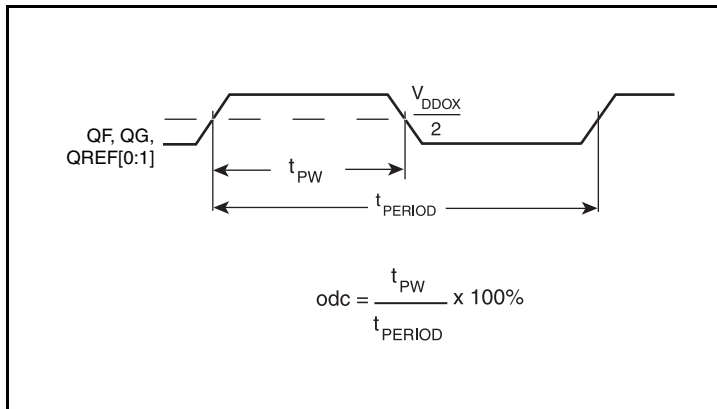 V_DDOX
2
QF, QG,
QREF[0:1]
t_PW
t_PERIOD
odc = t_PW / t_PERIOD x 100%